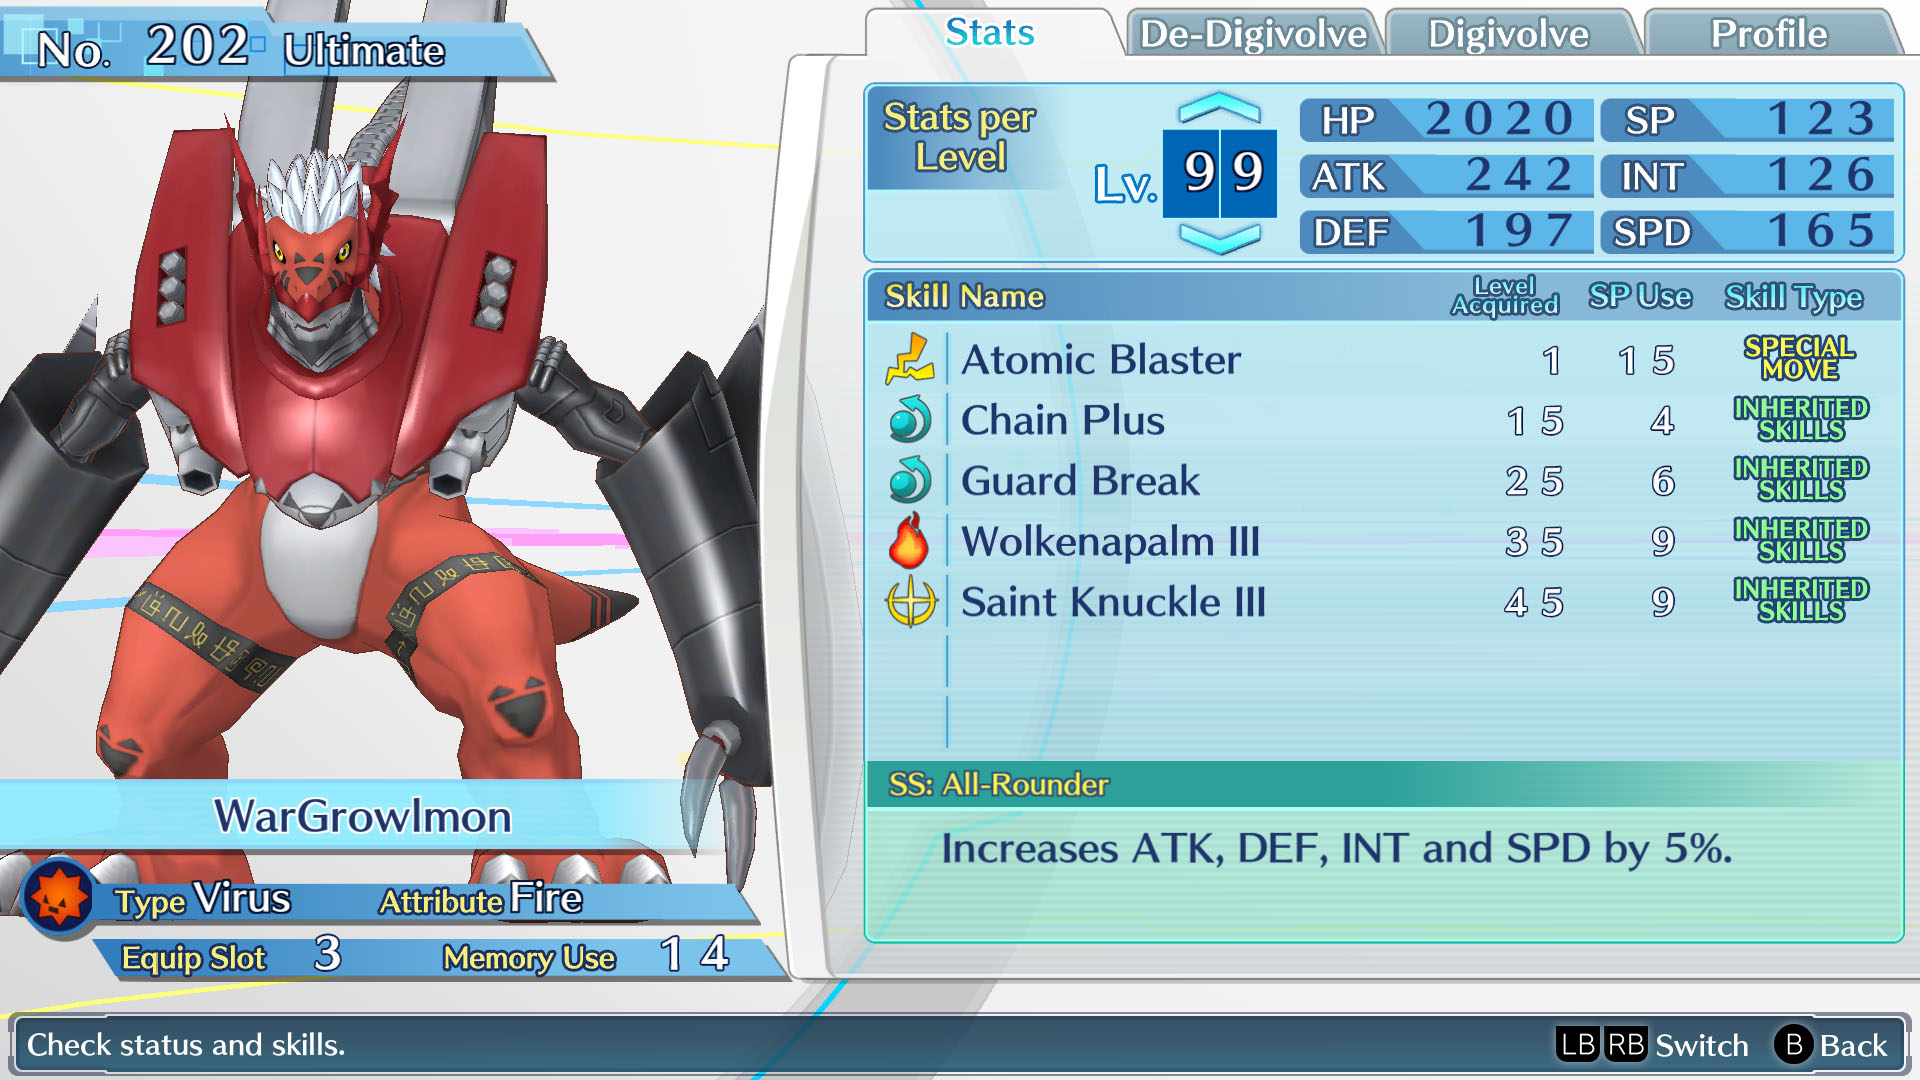 No. 202 Ultimate
Stats
De-Digivolve
Digivolve
Profile
Stats per
Level
Lv. 99
HP 2020
SP 123
ATK 242
INT 126
DEF 197
SPD 165
Skill Name
Level
Acquired
SP Use
Skill Type
Atomic Blaster 1 15 SPECIAL
MOVE
Chain Plus 15 4 INHERITED
SKILLS
Guard Break 25 6 INHERITED
SKILLS
Wolkenapalm III 35 9 INHERITED
SKILLS
Saint Knuckle III 45 9 INHERITED
SKILLS
SS: All-Rounder
Increases ATK, DEF, INT and SPD by 5%.
WarGrowlmon
Type Virus Attribute Fire
Equip Slot 3 Memory Use 14
Check status and skills.
LB RB Switch B Back